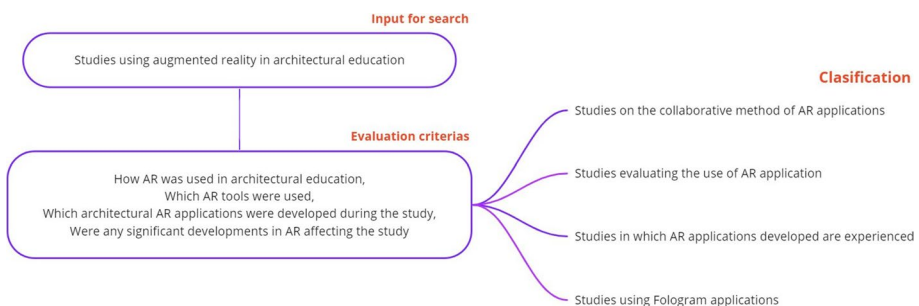 Input for search
Studies using augmented reality in architectural education
Evaluation criterias
How AR was used in architectural education,
Which AR tools were used,
Which architectural AR applications were developed during the study,
Were any significant developments in AR affecting the study
Clasification
Studies on the collaborative method of AR applications
Studies evaluating the use of AR application
Studies in which AR applications developed are experienced
Studies using Fologram applications